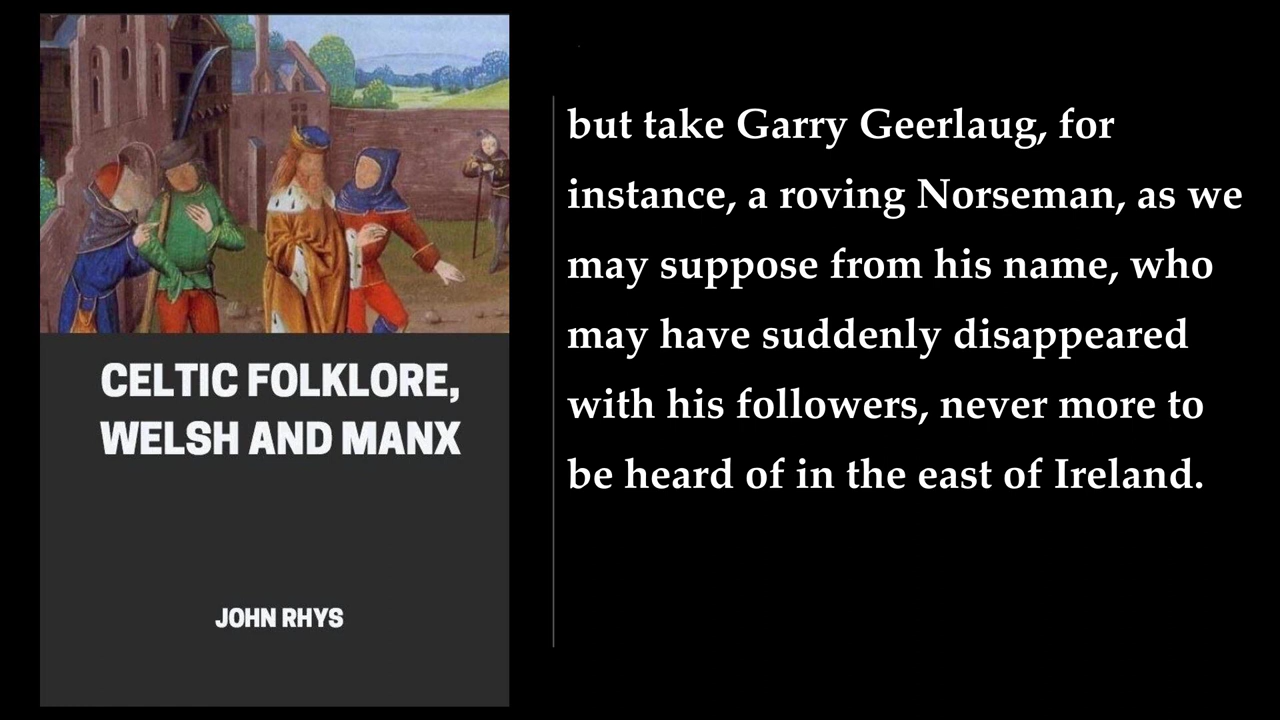 CELTIC FOLKLORE,
WELSH AND MANX
JOHN RHYS
but take Garry Geerlaug, for
instance, a roving Norseman, as we
may suppose from his name, who
may have suddenly disappeared
with his followers, never more to
be heard of in the east of Ireland.